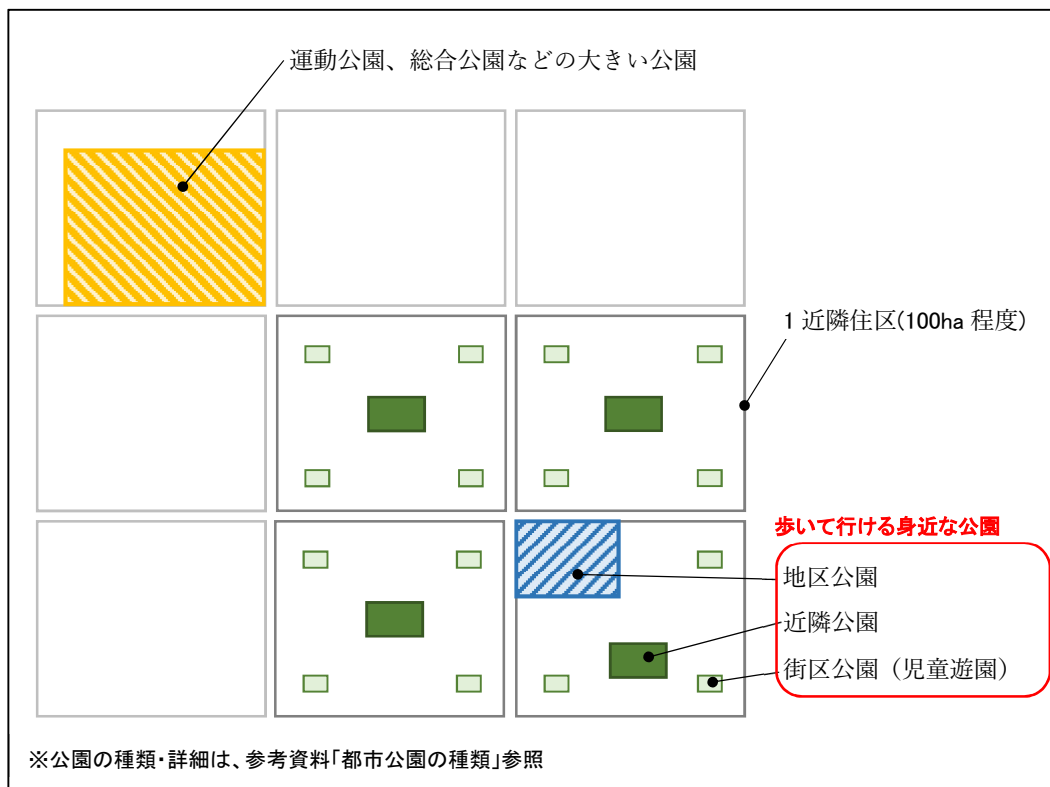 運動公園、総合公園などの大きい公園
1 近隣住区(100ha 程度)
歩いて行ける身近な公園
地区公園
近隣公園
街区公園（児童遊園）
※公園の種類・詳細は、参考資料「都市公園の種類」参照